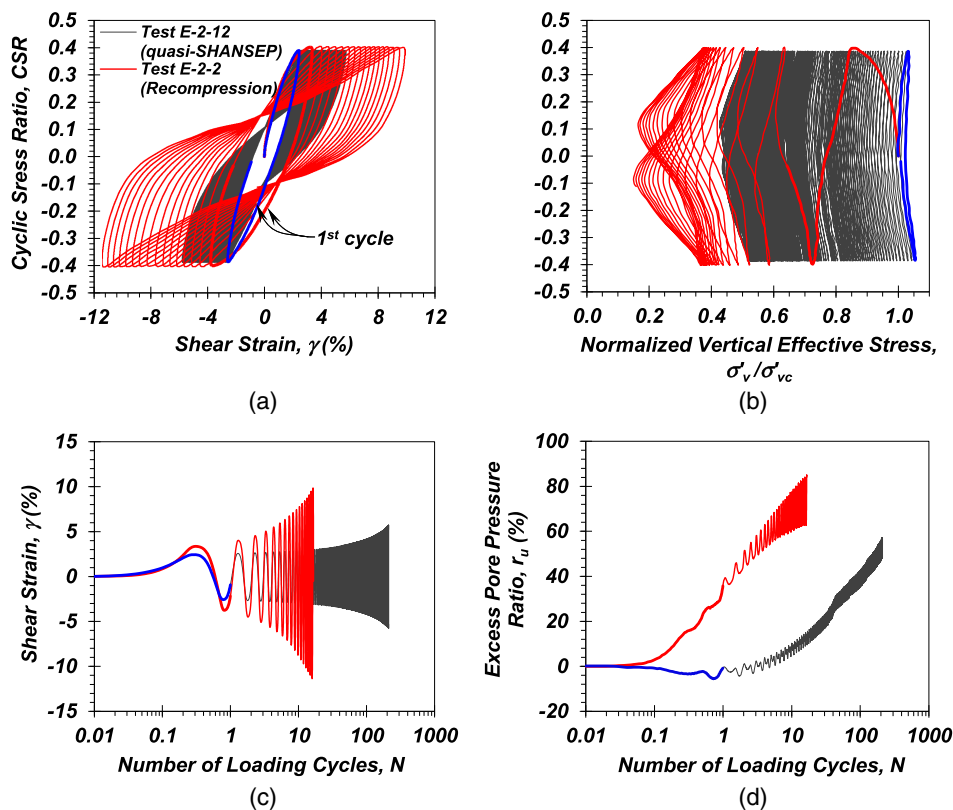 0.5
0.4
0.3
0.2
0.1
0.0
-0.1
-0.2
-0.3
-0.4
-0.5
Cyclic Sress Ratio, CSR
Test E-2-12
(quasi-SHANSEP)
Test E-2-2
(Recompression)
1st cycle
-12 -8 -4 0 4 8 12
Shear Strain, γ(%)
(a)
0.5
0.4
0.3
0.2
0.1
0.0
-0.1
-0.2
-0.3
-0.4
-0.5
0.0 0.2 0.4 0.6 0.8 1.0
Normalized Vertical Effective Stress,
σ'v/σ'vc
(b)
15
10
5
0
-5
-10
-15
Shear Strain, γ(%)
0.01 0.1 1 10 100 1000
Number of Loading Cycles, N
(c)
100
80
60
40
20
0
-20
Excess Pore Pressure
Ratio, ru (%)
0.01 0.1 1 10 100 1000
Number of Loading Cycles, N
(d)